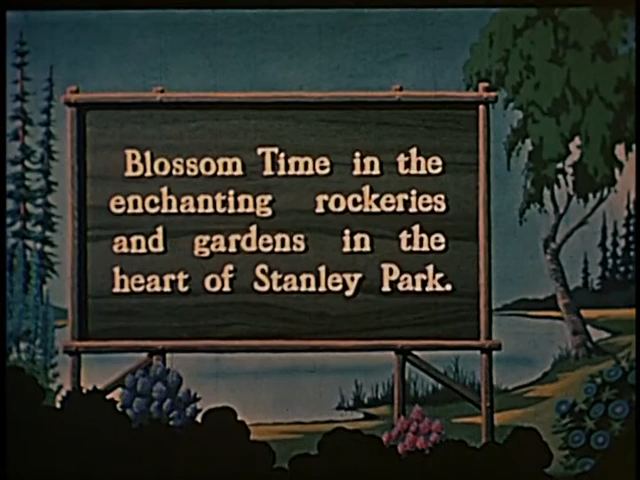 Blossom Time in the
enchanting rockeries
and gardens in the
heart of Stanley Park.